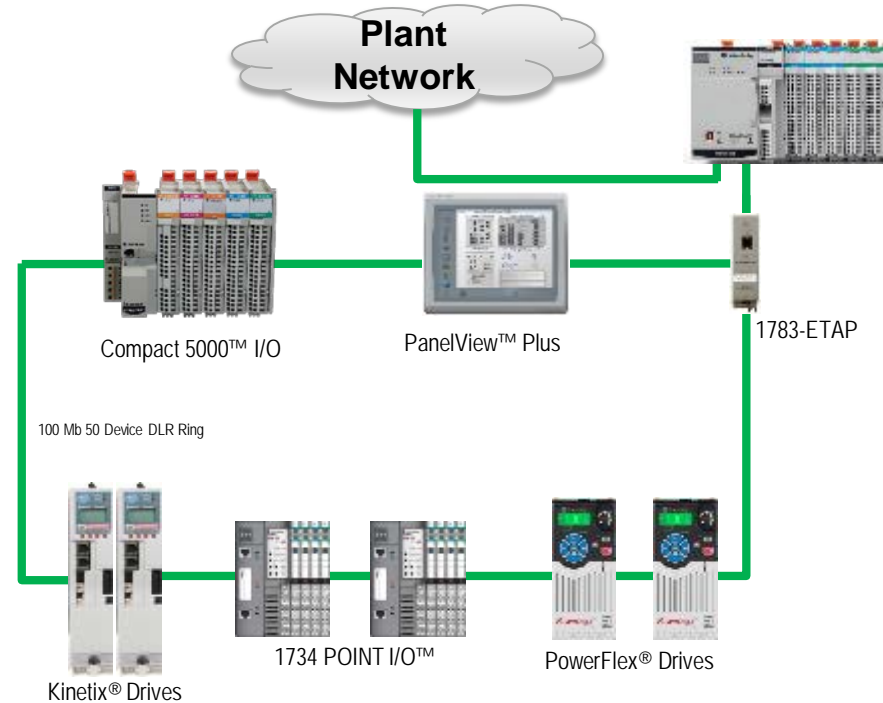 Plant
Network
Compact 5000™ I/O
PanelView™ Plus
1783-ETAP
100 Mb 50 Device DLR Ring
1734 POINT I/O™
PowerFlex® Drives
Kinetix® Drives